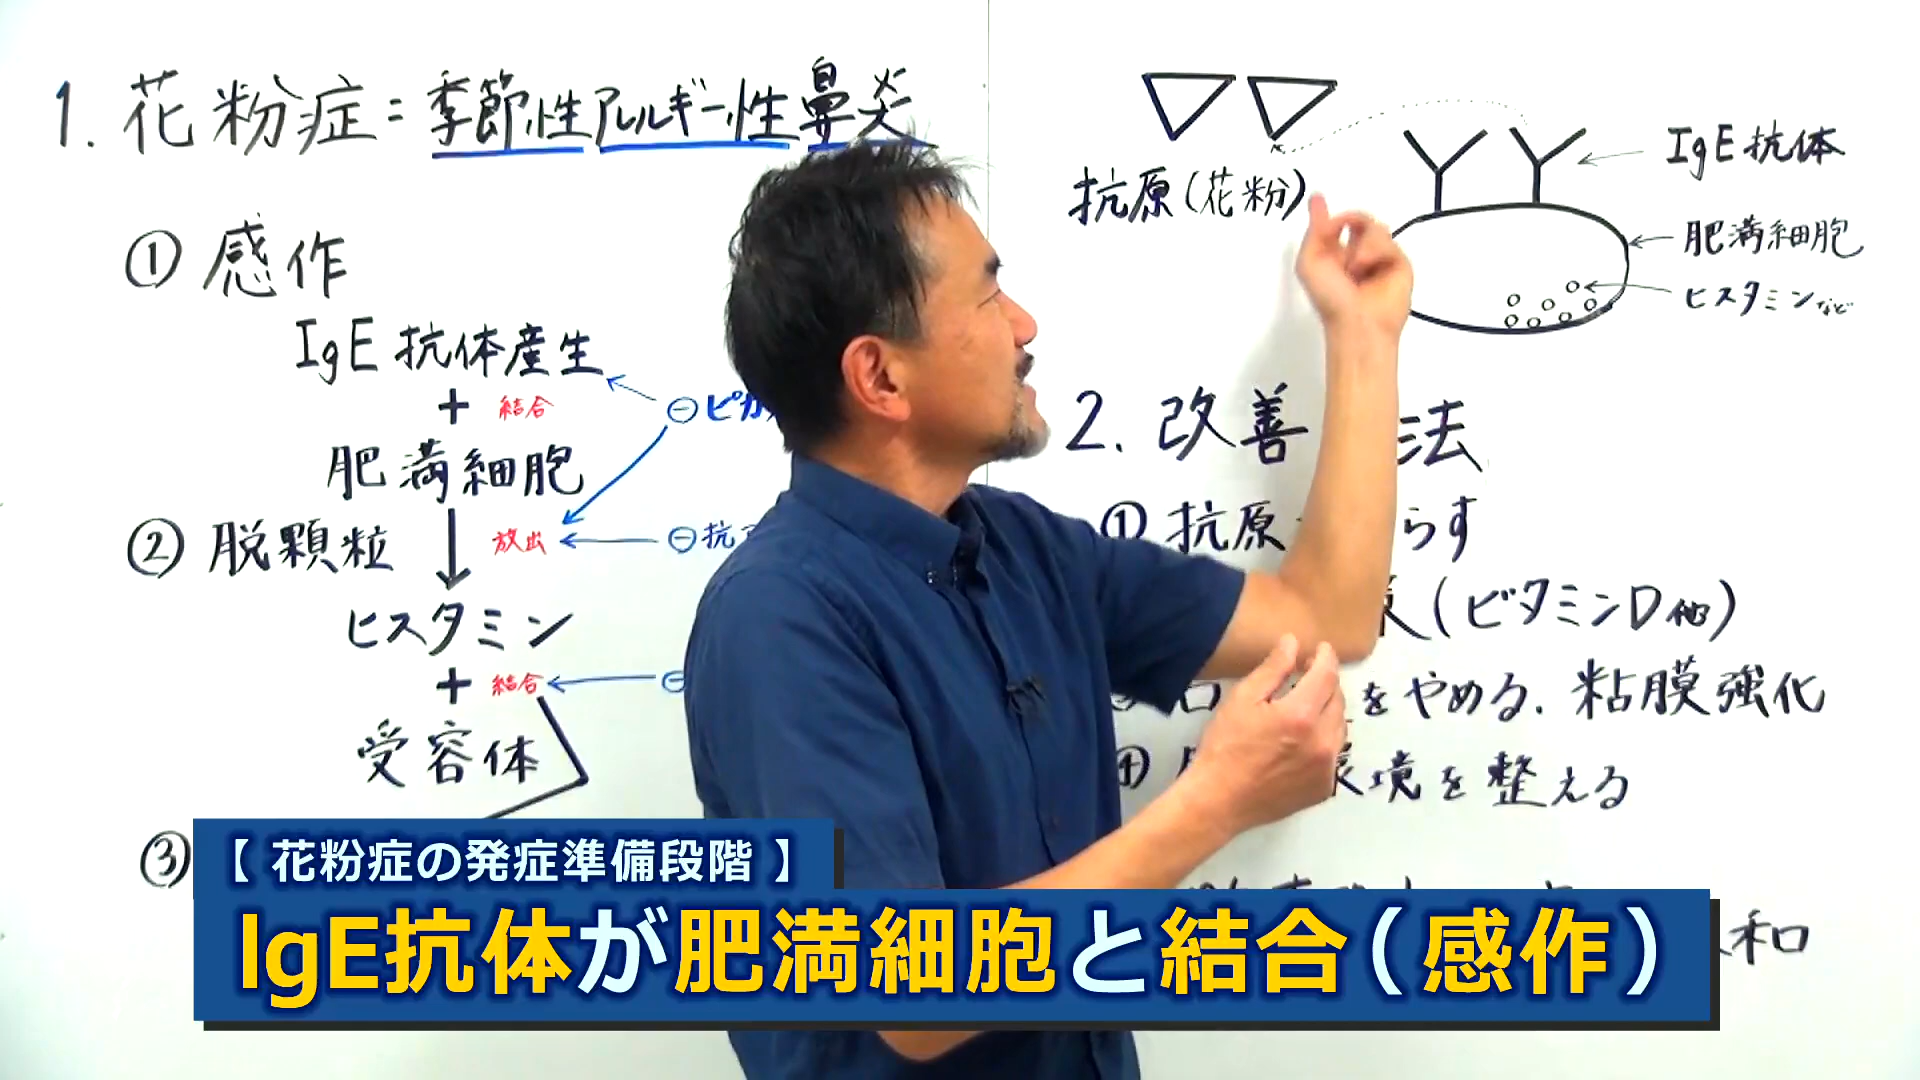 1. 花粉症=季節性アレルギー性鼻炎
① 感作
IgE 抗体産生
+ 結合
⊖ピカ
肥満細胞
② 脱顆粒
放出
⊖抗
ヒスタミン
+ 結合
⊖
受容体
③
抗原(花粉)
IgE 抗体
肥満細胞
ヒスタミンなど
2. 改善 法
① 抗原 らす
(ビタミンD他)
をやめる. 粘膜強化
④ 境を整える
和
【 花粉症の発症準備段階 】
IgE抗体が肥満細胞と結合(感作)